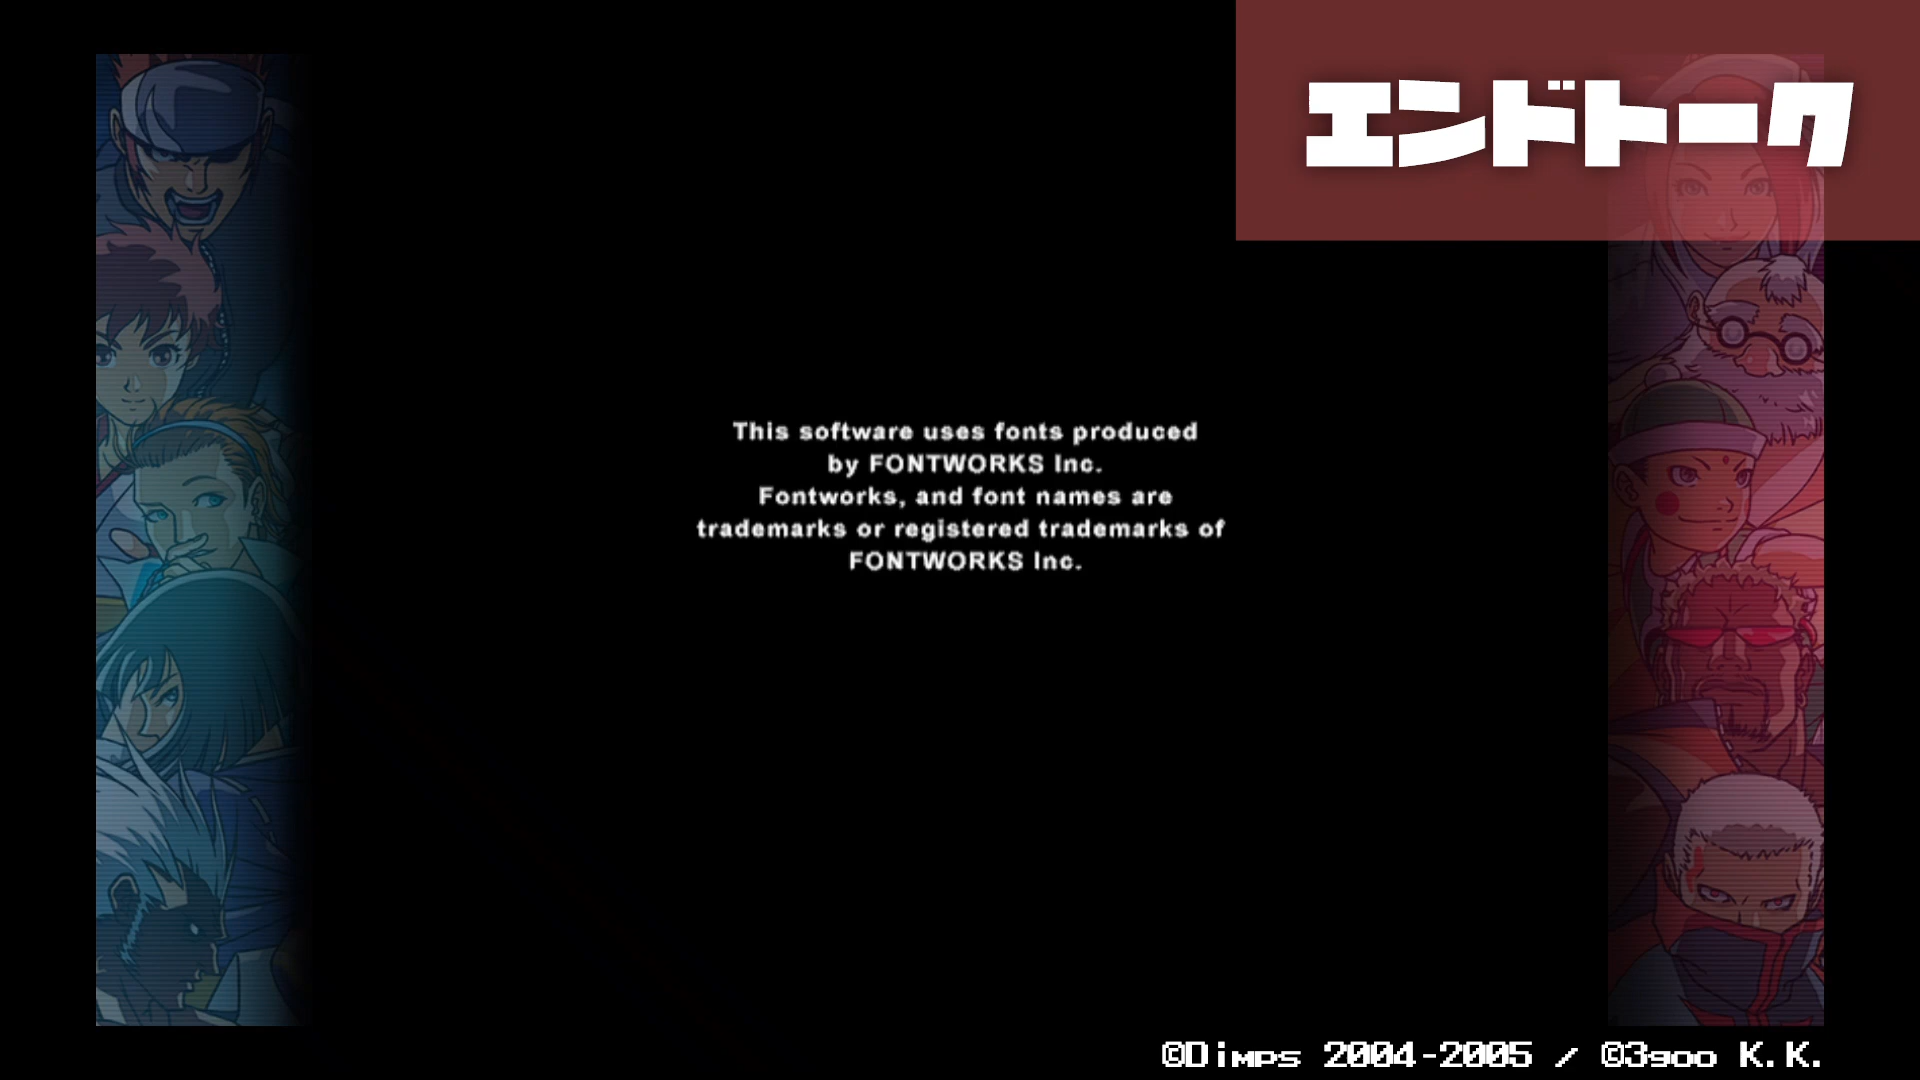 エンドトーク
This software uses fonts produced
by FONTWORKS Inc.
Fontworks, and font names are
trademarks or registered trademarks of
FONTWORKS Inc.
©Dimps 2004-2005 / ©3goo K.K.